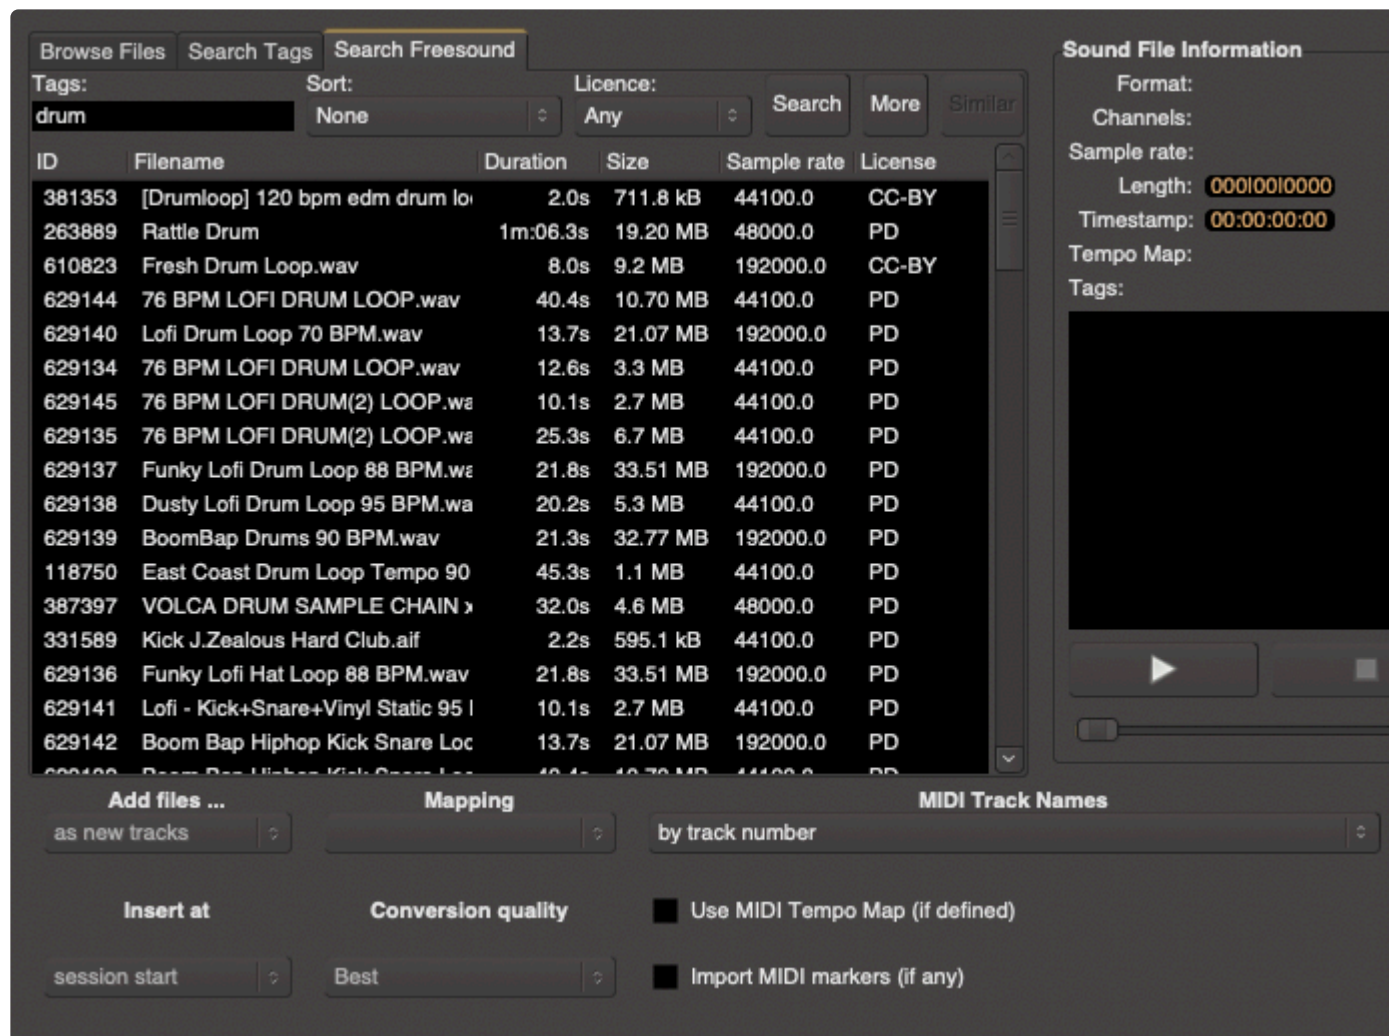 Browse Files Search Tags Search Freesound
Tags: Sort: Licence:
drum None Any Search More Similar
ID Filename Duration Size Sample rate License
381353 [Drumloop] 120 bpm edm drum lo 2.0s 711.8 kB 44100.0 CC-BY
263889 Rattle Drum 1m:06.3s 19.20 MB 48000.0 PD
610823 Fresh Drum Loop.wav 8.0s 9.2 MB 192000.0 CC-BY
629144 76 BPM LOFI DRUM LOOP.wav 40.4s 10.70 MB 44100.0 PD
629140 Lofi Drum Loop 70 BPM.wav 13.7s 21.07 MB 192000.0 PD
629134 76 BPM LOFI DRUM LOOP.wav 12.6s 3.3 MB 44100.0 PD
629145 76 BPM LOFI DRUM(2) LOOP.wa 10.1s 2.7 MB 44100.0 PD
629135 76 BPM LOFI DRUM(2) LOOP.wa 25.3s 6.7 MB 44100.0 PD
629137 Funky Lofi Drum Loop 88 BPM.wa 21.8s 33.51 MB 192000.0 PD
629138 Dusty Lofi Drum Loop 95 BPM.wa 20.2s 5.3 MB 44100.0 PD
629139 BoomBap Drums 90 BPM.wav 21.3s 32.77 MB 192000.0 PD
118750 East Coast Drum Loop Tempo 90 45.3s 1.1 MB 44100.0 PD
387397 VOLCA DRUM SAMPLE CHAIN x 32.0s 4.6 MB 48000.0 PD
331589 Kick J.Zealous Hard Club.aif 2.2s 595.1 kB 44100.0 PD
629136 Funky Lofi Hat Loop 88 BPM.wav 21.8s 33.51 MB 192000.0 PD
629141 Lofi - Kick+Snare+Vinyl Static 95 10.1s 2.7 MB 44100.0 PD
629142 Boom Bap Hiphop Kick Snare Loo 13.7s 21.07 MB 192000.0 PD
Sound File Information
Format:
Channels:
Sample rate:
Length: 000|00|0000
Timestamp: 00:00:00:00
Tempo Map:
Tags:
Add files ... Mapping MIDI Track Names
as new tracks by track number
Insert at Conversion quality Use MIDI Tempo Map (if defined)
session start Best Import MIDI markers (if any)